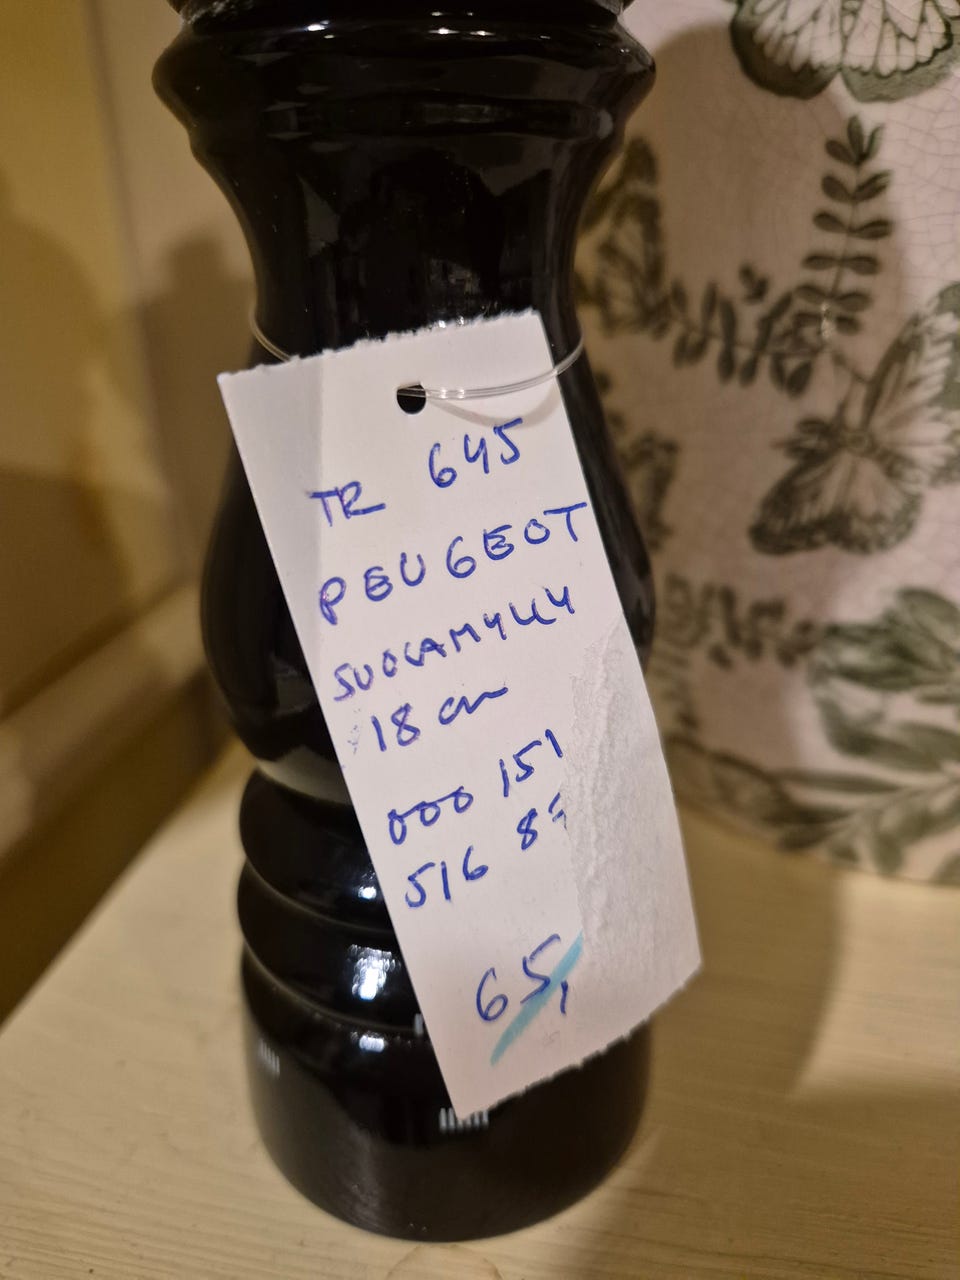 TR 645
PEUGEOT
SUOLAMYLLY
18 cm
000 151
516
65,